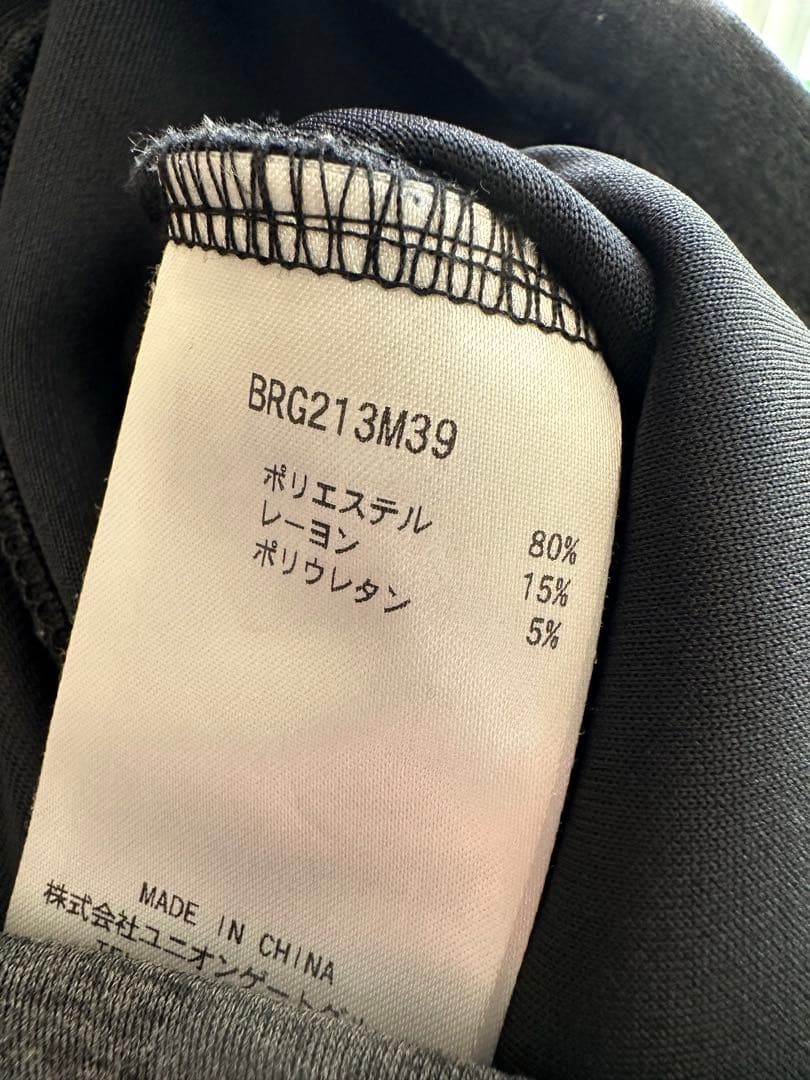 BRG213M39
ポリエステル 80%
レーヨン 15%
ポリウレタン 5%
MADE IN CHINA
株式会社ユニオンゲートグ